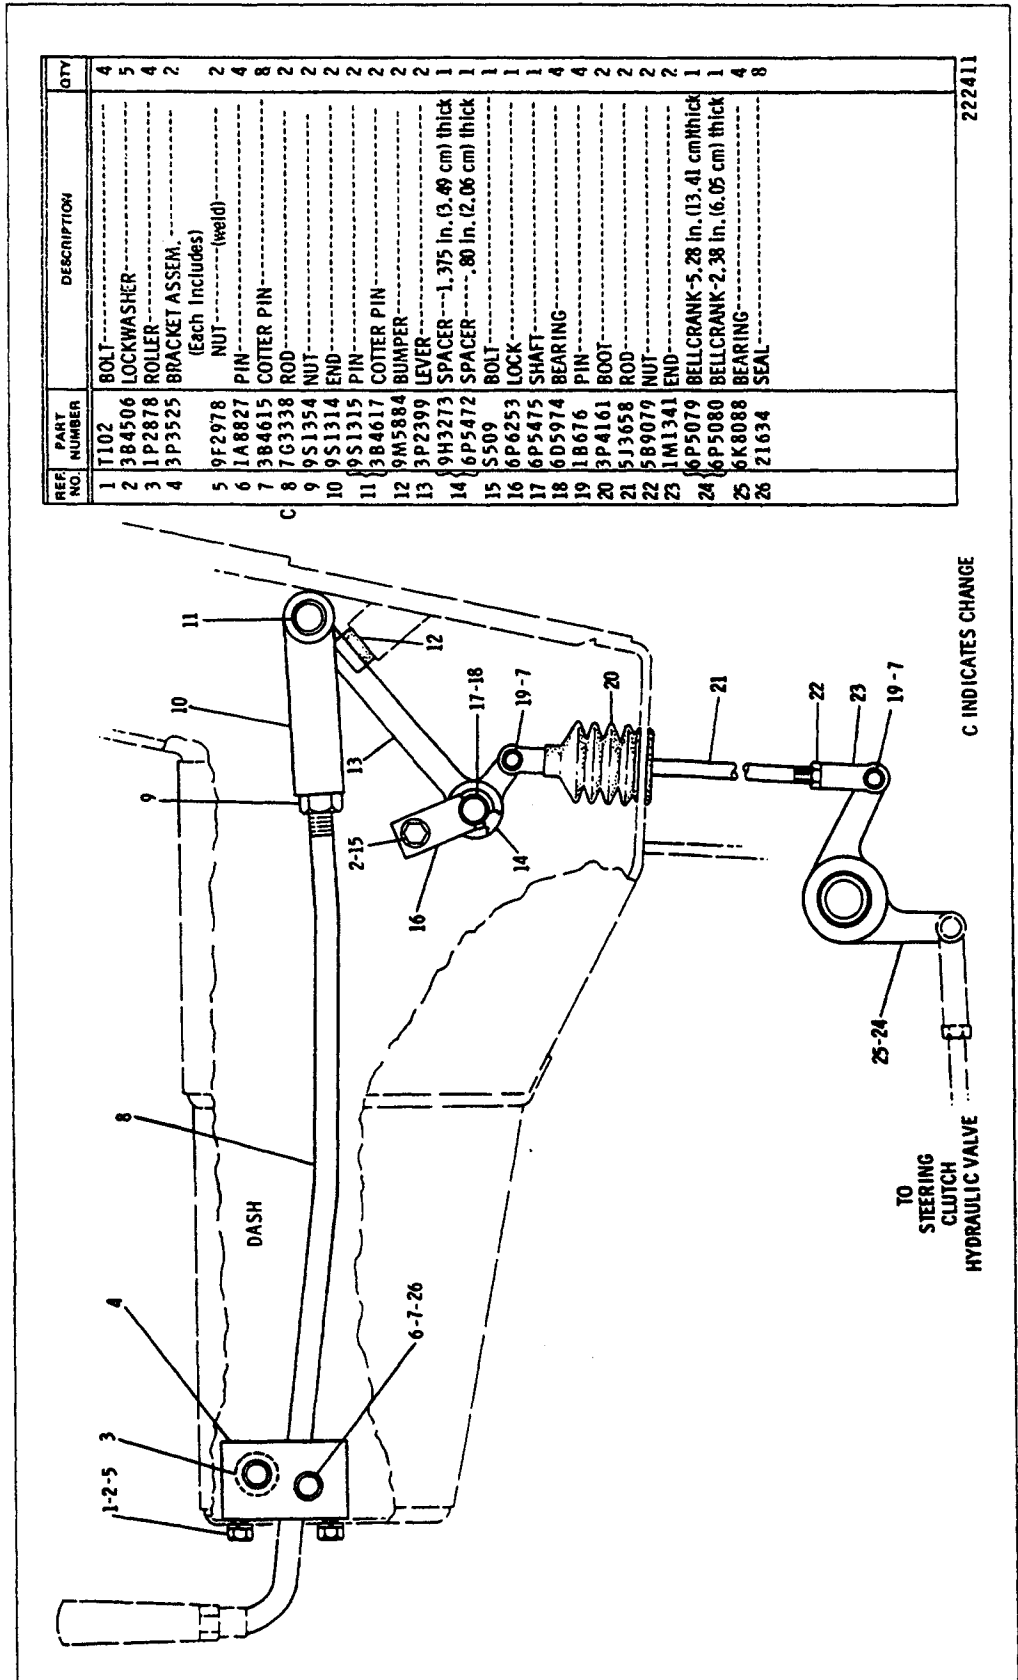 REF. NO. PART NUMBER DESCRIPTION QTY
1 T102 BOLT 4
2 3B4506 LOCKWASHER 5
3 1P2878 ROLLER 4
4 3P3525 BRACKET ASSEM. 2
(Each Includes)
5 9F2978 NUT (weld) 2
6 1A8827 PIN 4
7 3B4615 COTTER PIN 8
C 8 7G3338 ROD 2
9 9S1354 NUT 2
10 9S1314 END 2
11 9S1315 PIN 2
3B4617 COTTER PIN 2
12 9M5884 BUMPER 2
13 3P2399 LEVER 2
14 9H3273 SPACER--1.375 in. (3.49 cm) thick 1
6P5472 SPACER---.80 in. (2.06 cm) thick 1
15 S509 BOLT 1
16 6P6253 LOCK 1
17 6P5475 SHAFT 1
18 6D5974 BEARING 4
19 1B676 PIN 4
20 3P4161 BOOT 2
21 5J3658 ROD 2
22 5B9079 NUT 2
23 1M1341 END 2
24 6P5079 BELLCRANK-5.28 in. (13.41 cm)thick 1
6P5080 BELLCRANK-2.38 in. (6.05 cm) thick 1
25 6K8088 BEARING 4
26 21634 SEAL 8
222411
1-2-5
3
4
8
9
10
11
DASH
6-7-26
13
12
2-15
17-18
16
14
19-7
20
21
22
23
19-7
25-24
TO
STEERING
CLUTCH
HYDRAULIC VALVE
C INDICATES CHANGE